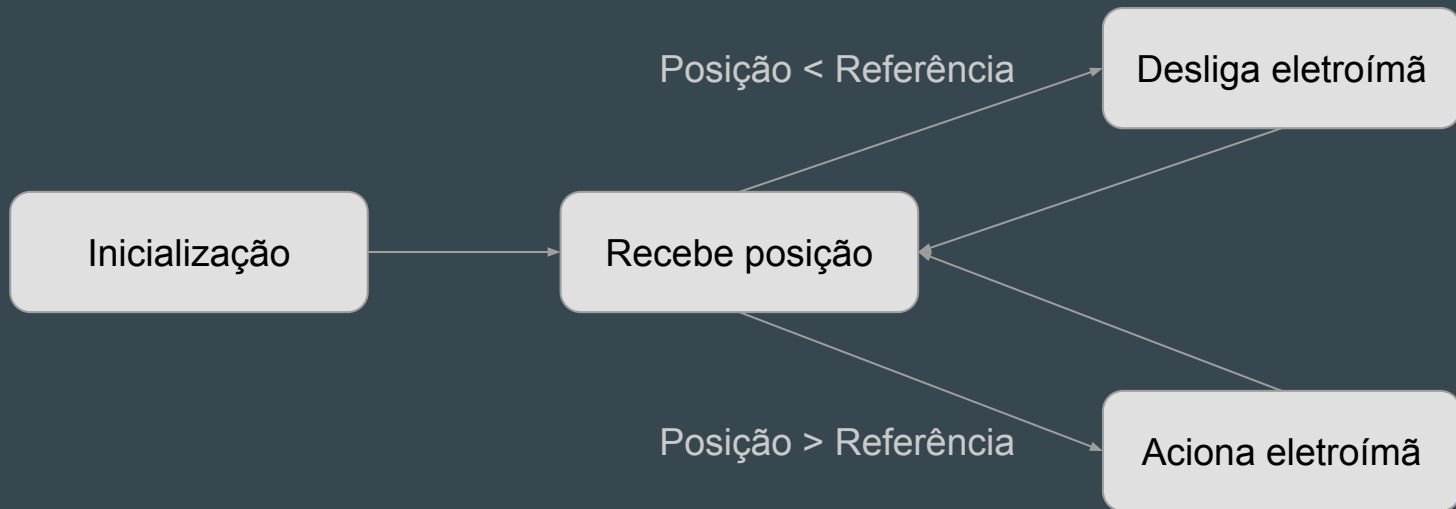 Posição < Referência
Desliga eletroímã
Inicialização
Recebe posição
Posição > Referência
Aciona eletroímã